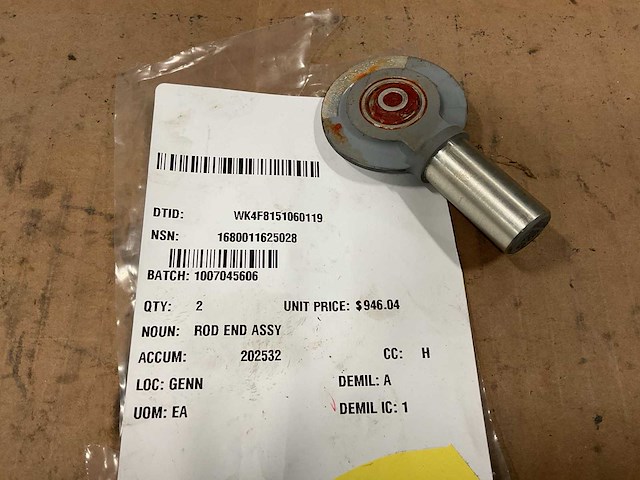 DTID: WK4F8151060119
NSN: 1680011625028
BATCH: 1007045606
QTY: 2 UNIT PRICE: $946.04
NOUN: ROD END ASSY
ACCUM: 202532 CC: H
LOC: GENN DEMIL: A
UOM: EA DEMIL IC: 1